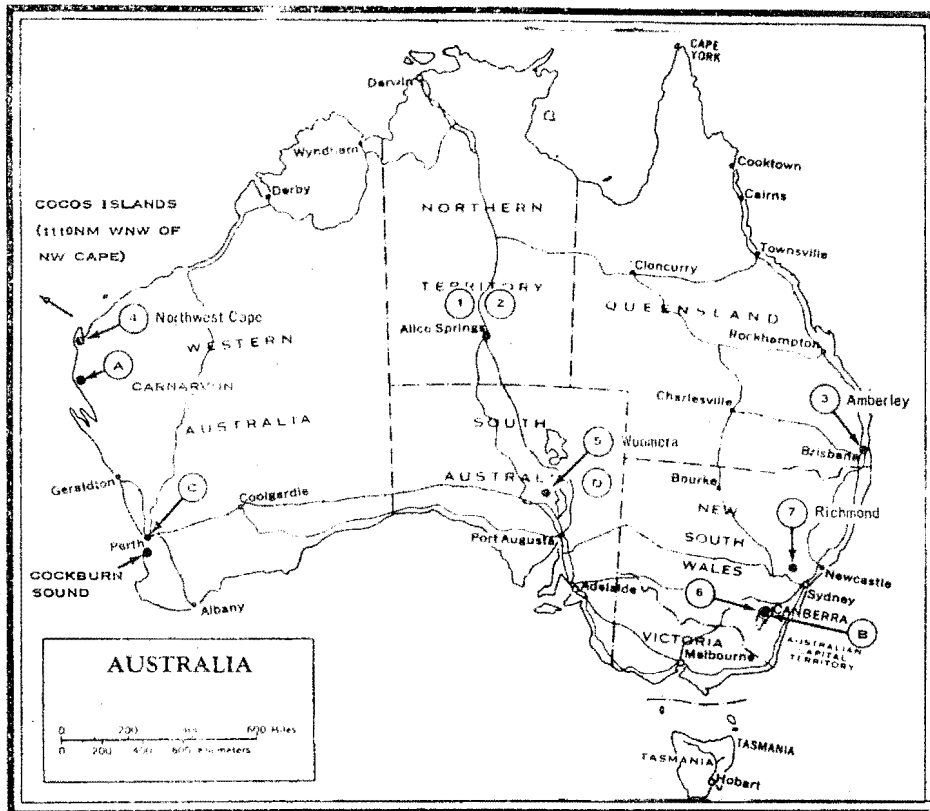 CAPE
YORK
Darwin
Wyndham
Derby
Cooktown
Cairns
COCOS ISLANDS
(1110NM WNW OF
NW CAPE)
NORTHERN
TERRITORY
Townsville
Cloncurry
QUEENSLAND
1
2
Alice Springs
4
Northwest Cape
WESTERN
Rockhampton
A
CARNARVON
Charlesville
3
Amberley
AUSTRALIA
SOUTH
5
Woomera
Brisbane
AUSTRAL
D
Bourke
Geraldton
C
Coolgardie
NEW
7
Richmond
Perth
Port Augusta
SOUTH
WALES
Newcastle
COCKBURN
SOUND
Albany
Adelaide
6
Sydney
CANBERRA
B
VICTORIA
AUSTRALIAN
CAPITAL
TERRITORY
Melbourne
AUSTRALIA
0 200 400 600 Miles
0 200 400 600 Kilometers
TASMANIA
TASMANIA
Hobart